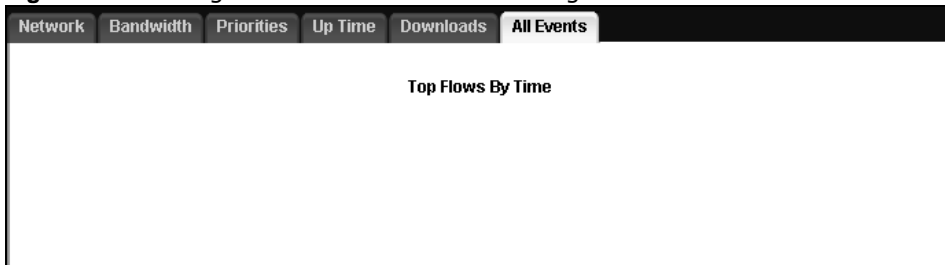 Network Bandwidth Priorities Up Time Downloads All Events
Top Flows By Time